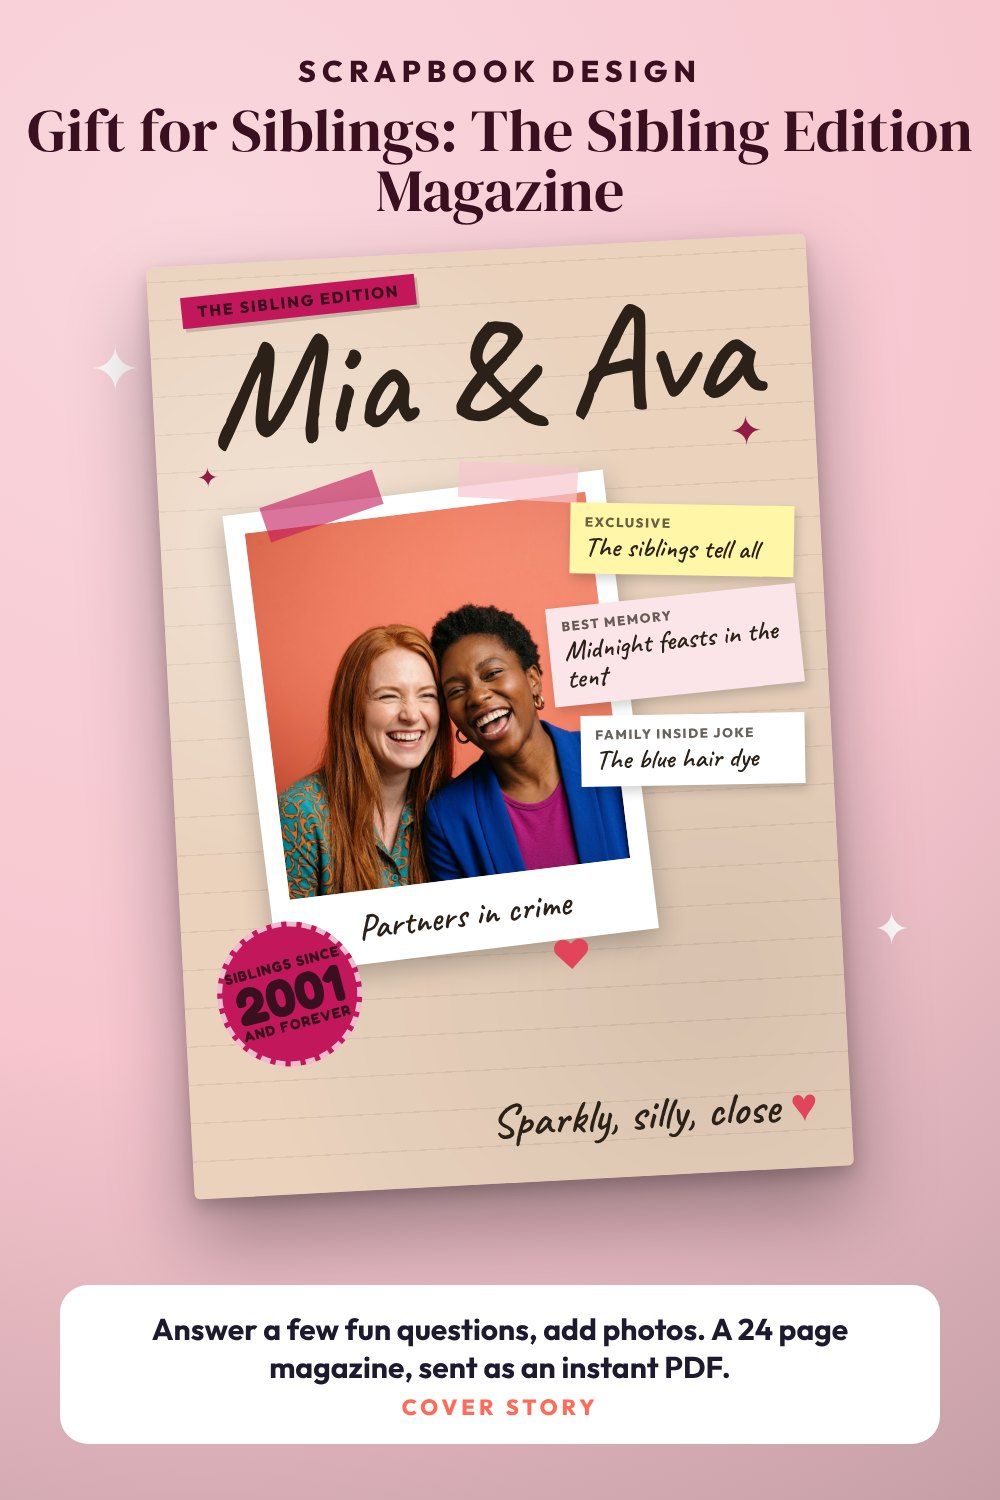 SCRAPBOOK DESIGN
Gift for Siblings: The Sibling Edition
Magazine
THE SIBLING EDITION
Mia & Ava
EXCLUSIVE
The siblings tell all
BEST MEMORY
Midnight feasts in the
tent
FAMILY INSIDE JOKE
The blue hair dye
Partners in crime
SIBLINGS SINCE
2001
AND FOREVER
Sparkly, silly, close ♥
Answer a few fun questions, add photos. A 24 page
magazine, sent as an instant PDF.
COVER STORY